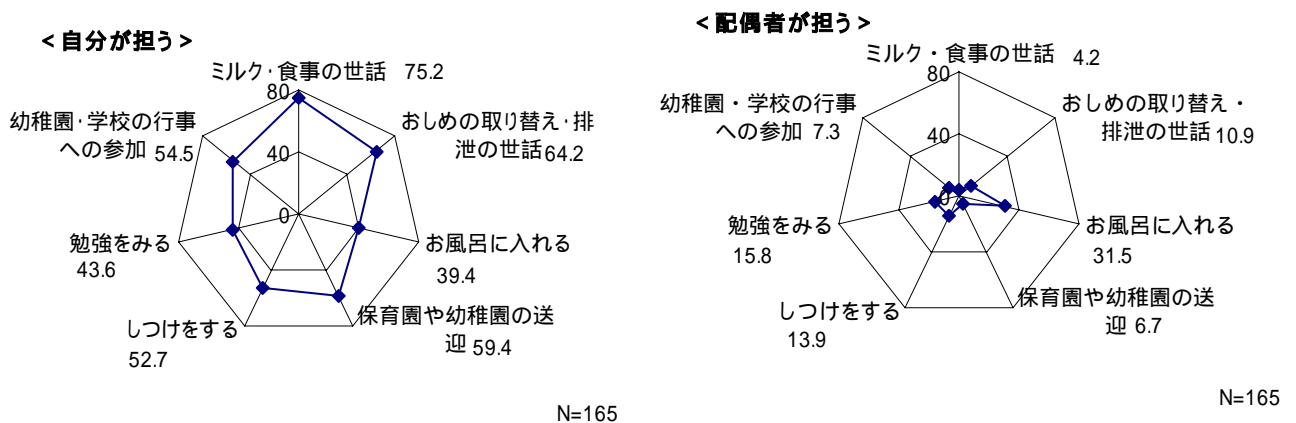 <自分が担う>
ミルク・食事の世話 75.2
80
幼稚園・学校の行事
への参加 54.5
おしめの取り替え・排
泄の世話64.2
40
0
勉強をみる
43.6
お風呂に入れる
39.4
しつけをする
52.7
保育園や幼稚園の送
迎 59.4
N=165
<配偶者が担う>
ミルク・食事の世話 4.2
80
幼稚園・学校の行事
への参加 7.3
おしめの取り替え・
排泄の世話 10.9
40
0
勉強をみる
15.8
お風呂に入れる
31.5
しつけをする
13.9
保育園や幼稚園の送
迎 6.7
N=165